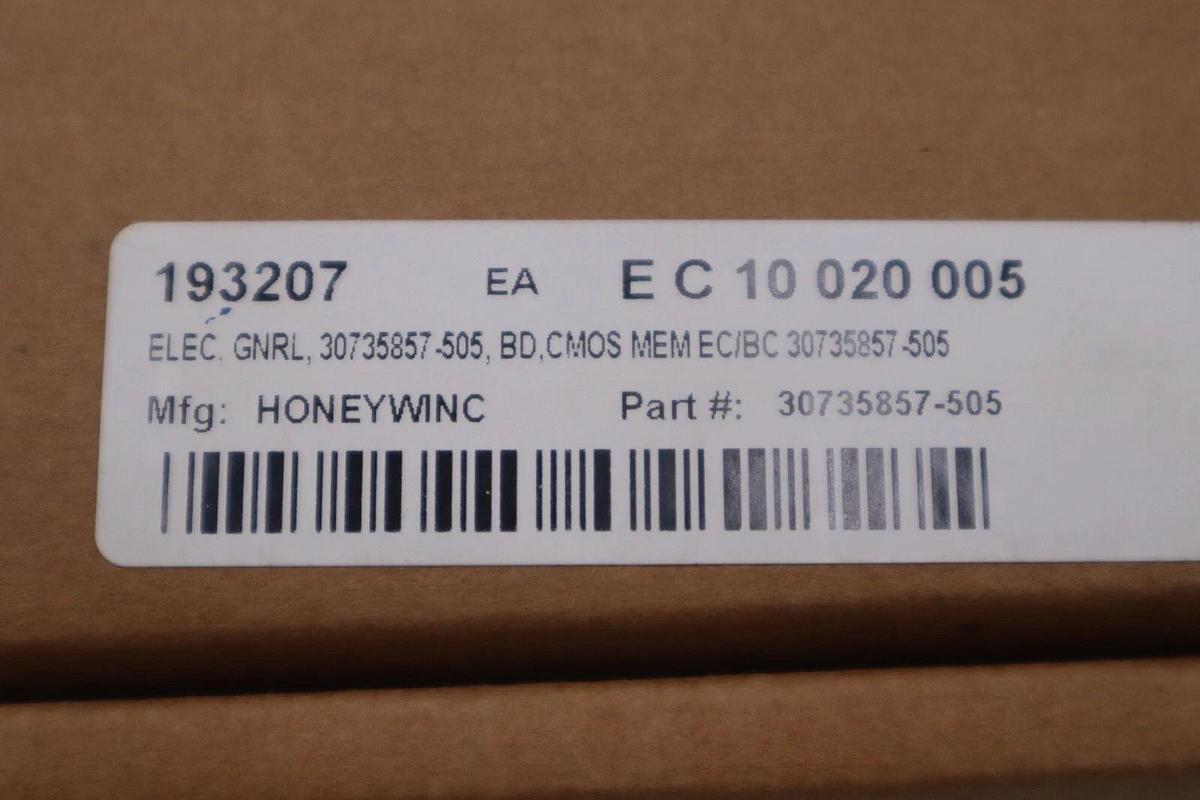 193207 EA E C 10 020 005
ELEC, GNRL, 30735857-505, BD,CMOS MEM EC/BC 30735857-505
Mfg: HONEYWINC Part #: 30735857-505